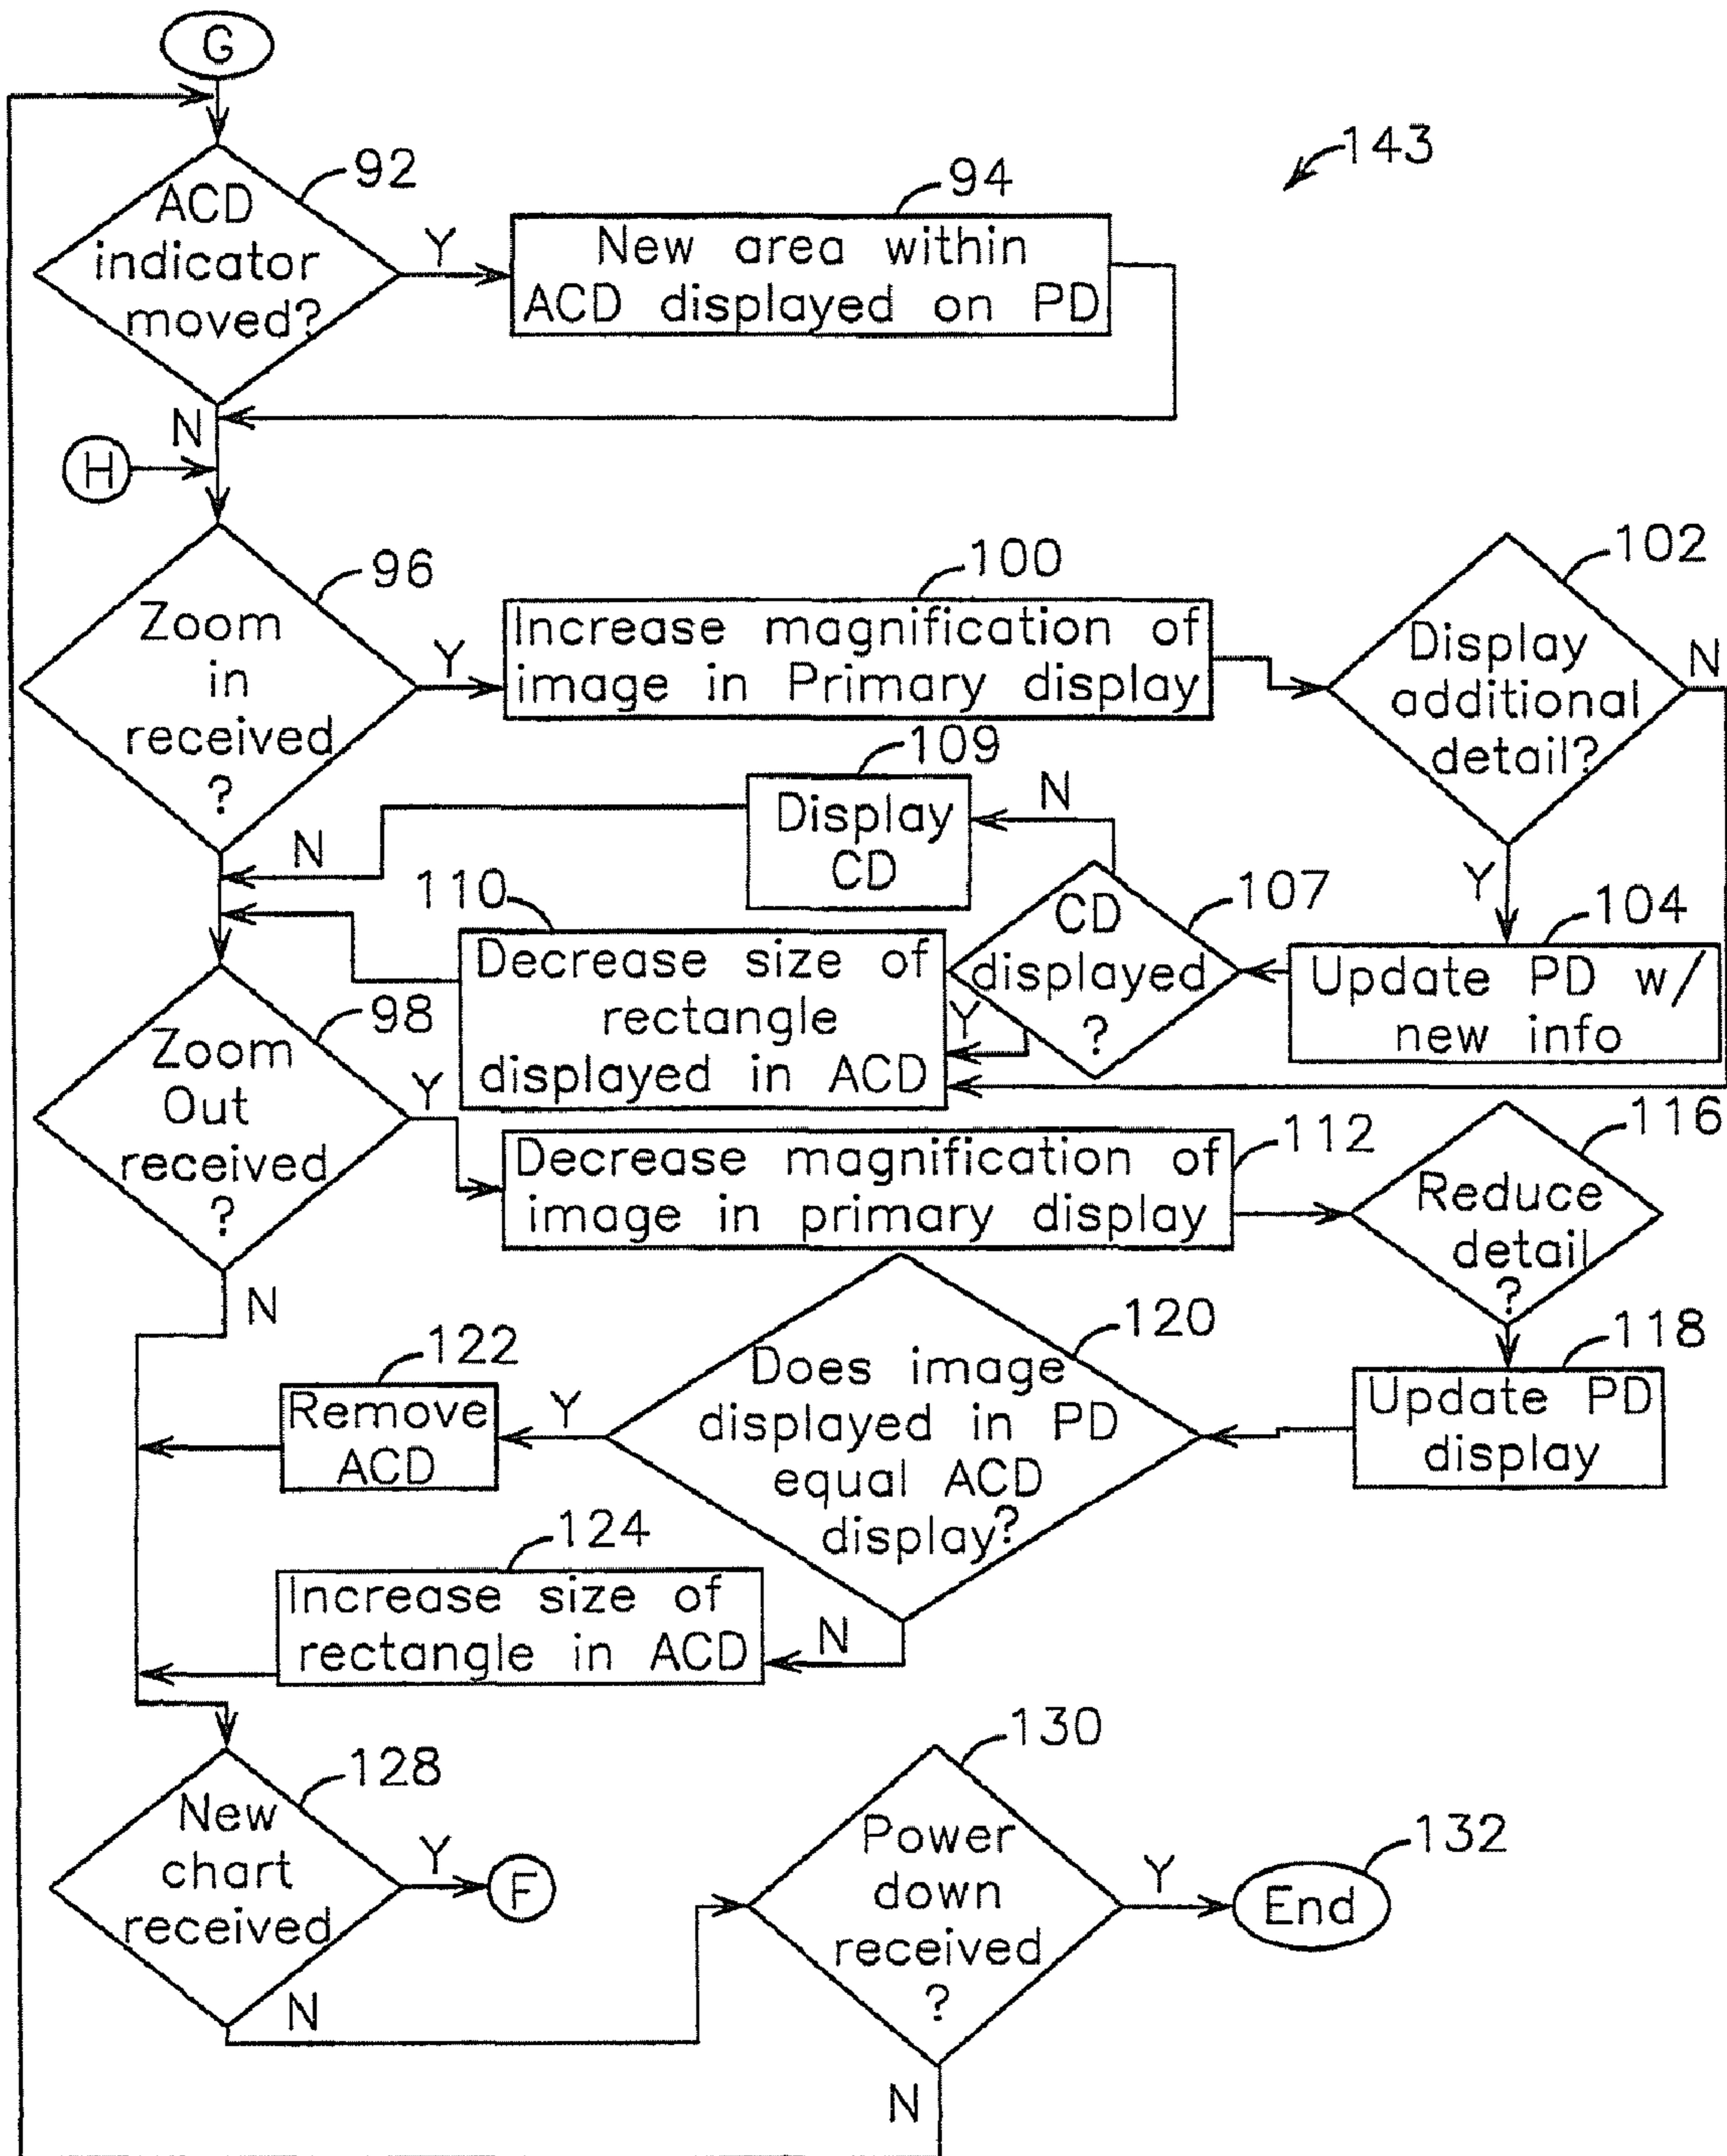 G
143
92
ACD
indicator
moved?
Y
94
New area within
ACD displayed on PD
N
H
96
Zoom
in
received
?
Y
100
Increase magnification of
image in Primary display
102
Display
additional
detail?
N
Y
104
Update PD w/
new info
107
CD
displayed
?
N
109
Display
CD
N
Y
110
Decrease size of
rectangle
displayed in ACD
98
Zoom
Out
received
?
Y
112
Decrease magnification of
image in primary display
116
Reduce
detail
?
118
Update PD
display
120
Does image
displayed in PD
equal ACD
display?
Y
122
Remove
ACD
N
124
Increase size of
rectangle in ACD
N
128
New
chart
received
Y
F
N
130
Power
down
received
?
Y
132
End
N